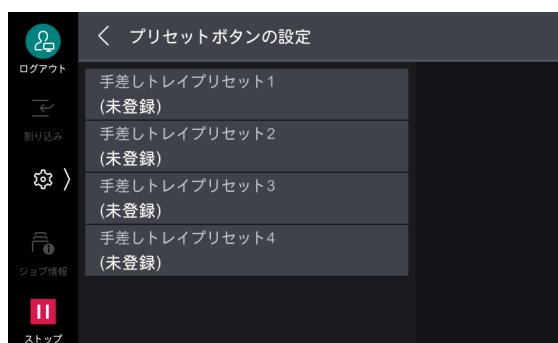 プリセットボタンの設定
ログアウト
手差しトレイプリセット1
(未登録)
割り込み
手差しトレイプリセット2
(未登録)
手差しトレイプリセット3
(未登録)
手差しトレイプリセット4
(未登録)
ジョブ情報
ストップ